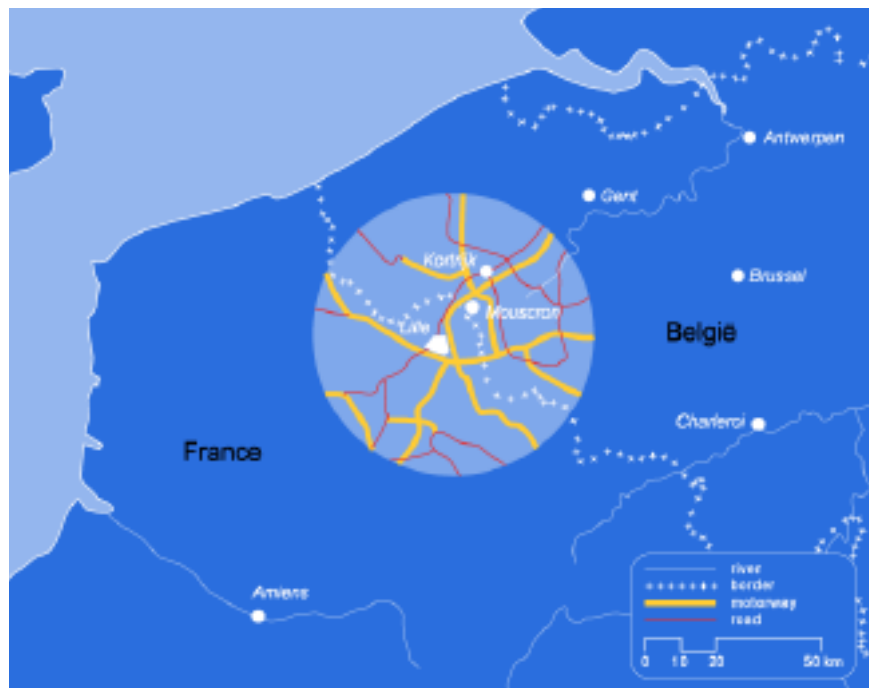 Antwerpen
Gent
Kortrijk
Brussel
Mouscron
Lille
België
Charleroi
France
Amiens
river
border
motorway
road
0 10 20 50 km